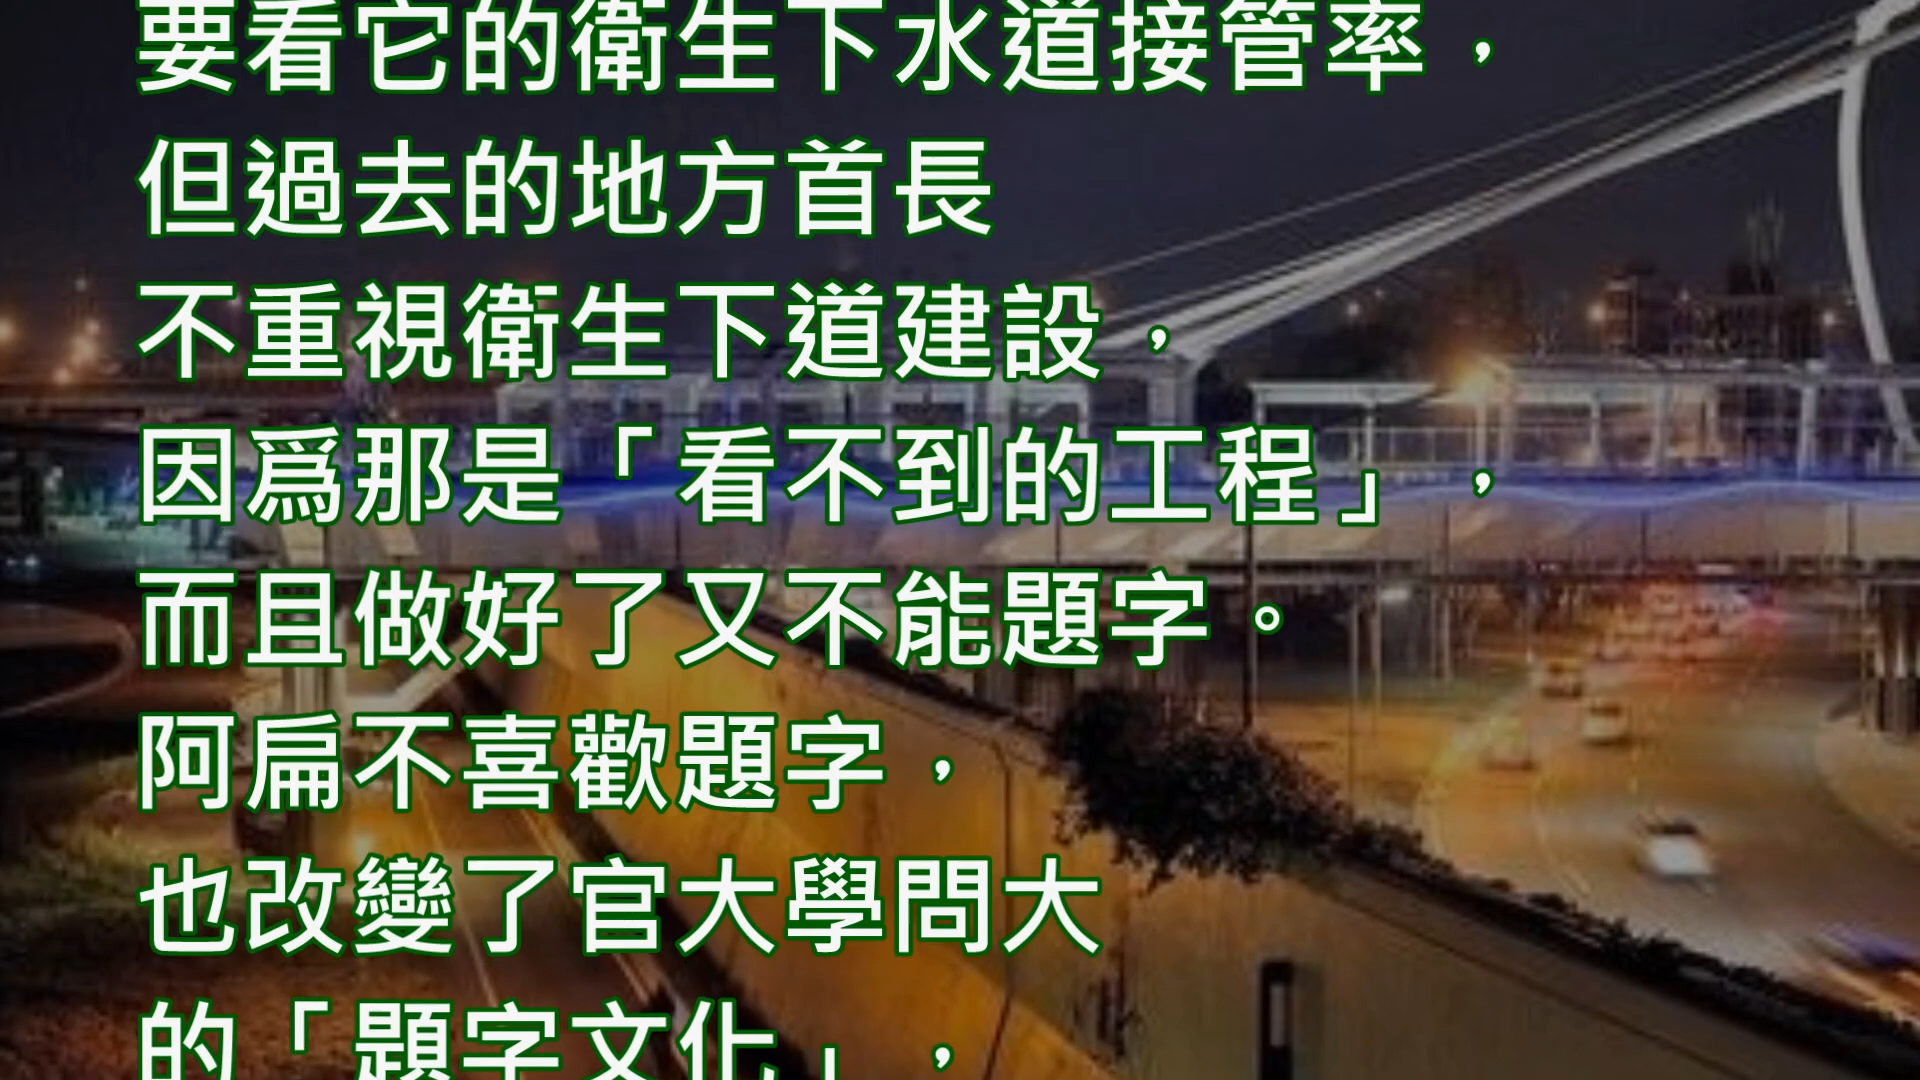 要看它的衛生下水道接管率，
但過去的地方首長
不重視衛生下道建設，
因爲那是「看不到的工程」，
而且做好了又不能題字。
阿扁不喜歡題字，
也改變了官大學問大
的「題字文化」，